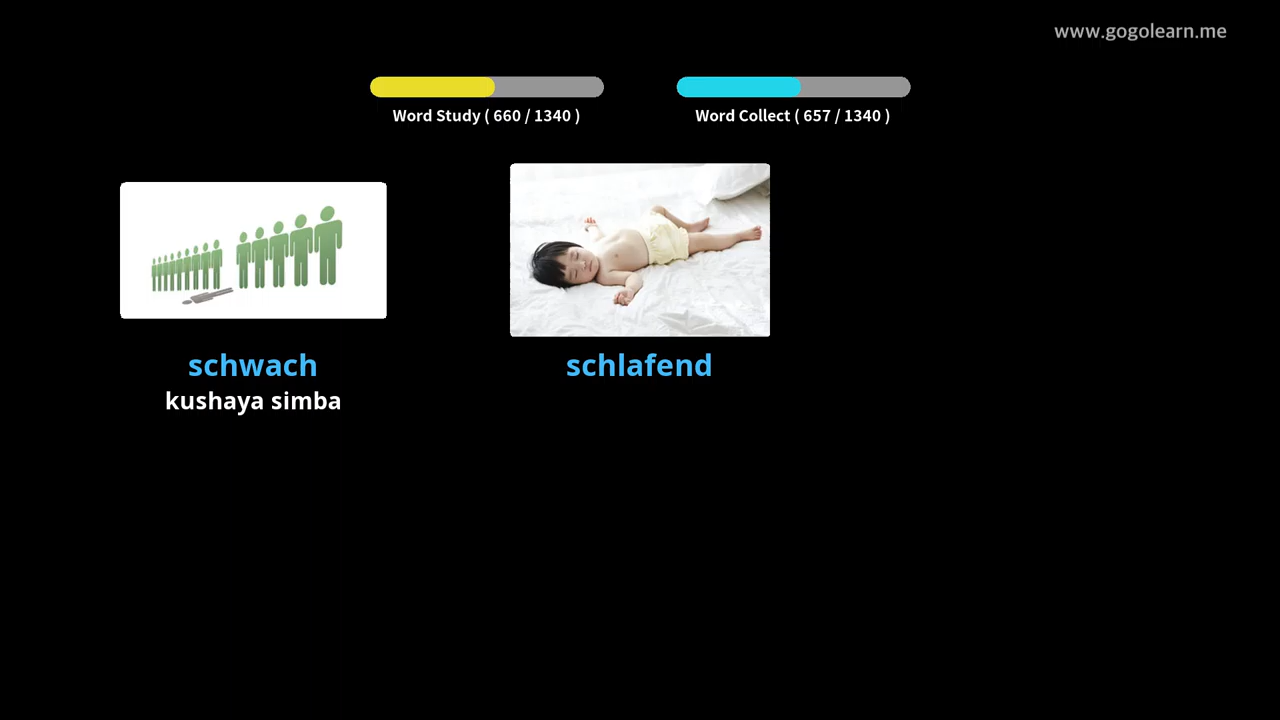 www.gogolearn.me
Word Study ( 660 / 1340 )
Word Collect ( 657 / 1340 )
schwach
kushaya simba
schlafend